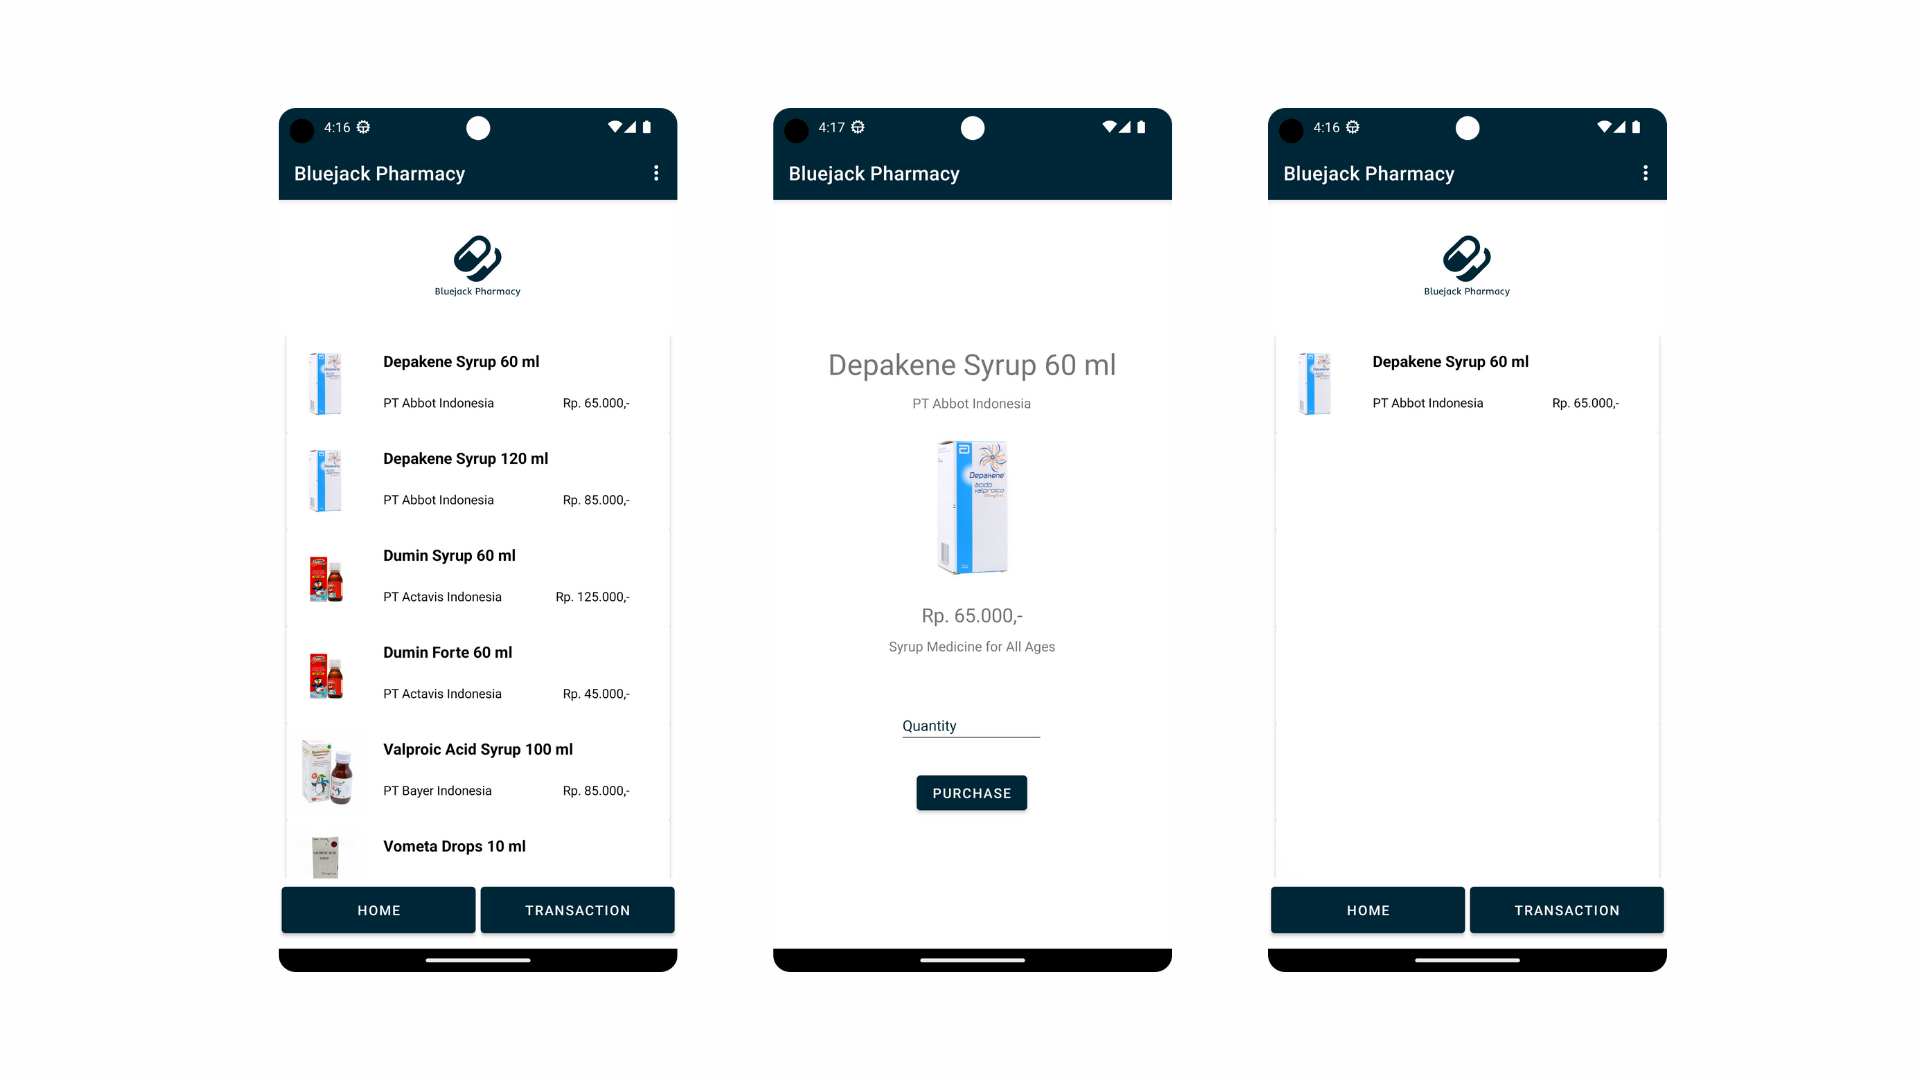 4:16
Bluejack Pharmacy
Bluejack Pharmacy
Depakene Syrup 60 ml
PT Abbot Indonesia Rp. 65.000,-
Depakene Syrup 120 ml
PT Abbot Indonesia Rp. 85.000,-
Dumin Syrup 60 ml
PT Actavis Indonesia Rp. 125.000,-
Dumin Forte 60 ml
PT Actavis Indonesia Rp. 45.000,-
Valproic Acid Syrup 100 ml
PT Bayer Indonesia Rp. 85.000,-
Vometa Drops 10 ml
HOME TRANSACTION
4:17
Bluejack Pharmacy
Depakene Syrup 60 ml
PT Abbot Indonesia
Depakene
ácido
valproico
Rp. 65.000,-
Syrup Medicine for All Ages
Quantity
PURCHASE
4:16
Bluejack Pharmacy
Bluejack Pharmacy
Depakene Syrup 60 ml
PT Abbot Indonesia Rp. 65.000,-
HOME TRANSACTION